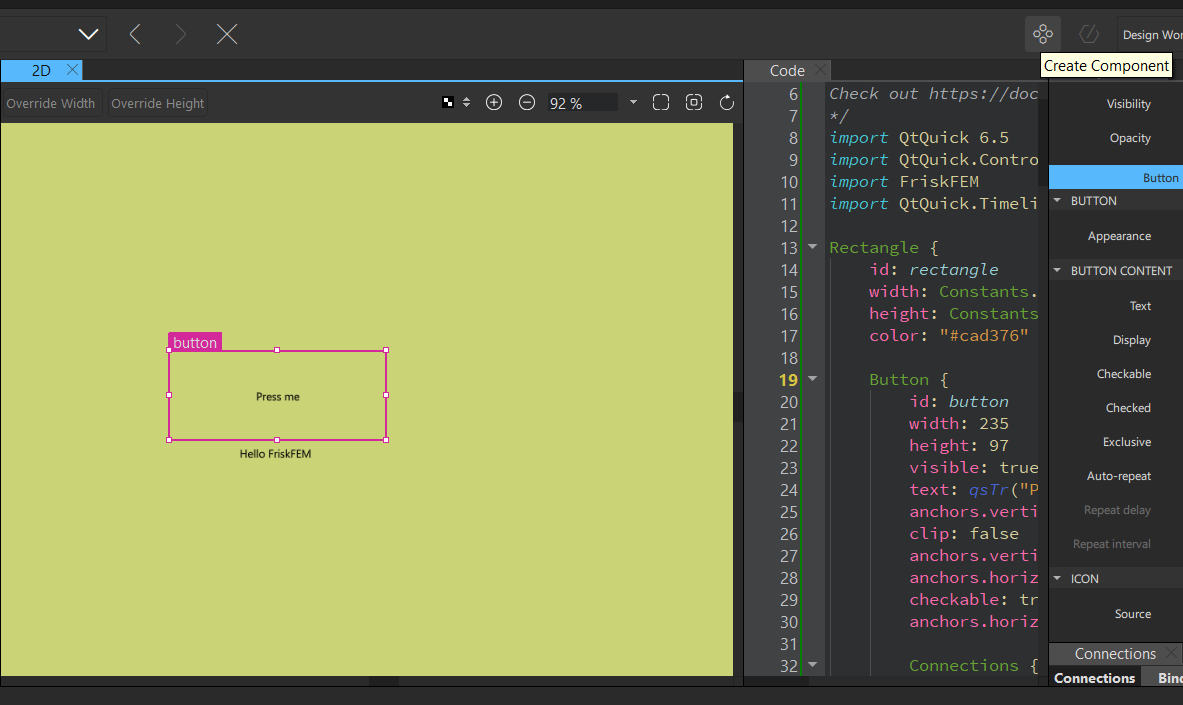 Design Wor
Create Component
2D
Override Width
Override Height
92 %
button
Press me
Hello FriskFEM
Code
6 Check out https://doc
7 */
8 import QtQuick 6.5
9 import QtQuick.Contro
10 import FriskFEM
11 import QtQuick.Timeli
12
13 Rectangle {
14 id: rectangle
15 width: Constants.
16 height: Constants
17 color: "#cad376"
18
19 Button {
20 id: button
21 width: 235
22 height: 97
23 visible: true
24 text: qsTr("P
25 anchors.verti
26 clip: false
27 anchors.verti
28 anchors.horiz
29 checkable: tr
30 anchors.horiz
31
32 Connections {
Visibility
Opacity
Button
BUTTON
Appearance
BUTTON CONTENT
Text
Display
Checkable
Checked
Exclusive
Auto-repeat
Repeat delay
Repeat interval
ICON
Source
Connections
Connections
Bind